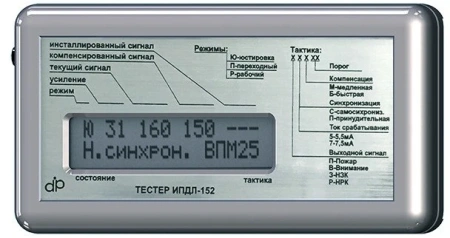 инсталлированный сигнал
компенсированный сигнал
текущий сигнал
усиление
режим
Режимы:
Ю-юстировка
П-переходный
Р-рабочий
Тактика:
X X X XX
Порог
Компенсация
М-медленная
Б-быстрая
Синхронизация
С-самосинхрониз.
П-принудительная
Ток срабатывания
5-5,5мА
7-7,5мА
Выходной сигнал
П-Пожар
В-Внимание
З-НЗК
Р-НРК
Ю 31 160 150 ---
Н.синхрон. ВПМ25
состояние
тактика
dip
ТЕСТЕР ИПДЛ-152